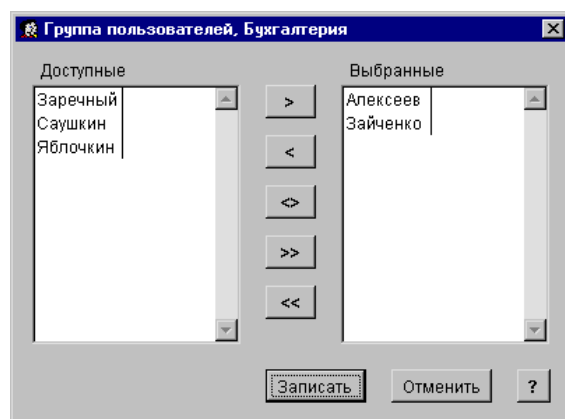 Группа пользователей, Бухгалтерия
Доступные
Выбранные
Заречный
Саушкин
Яблочкин
>
<
<>
>>
<<
Алексеев
Зайченко
Записать
Отменить
?